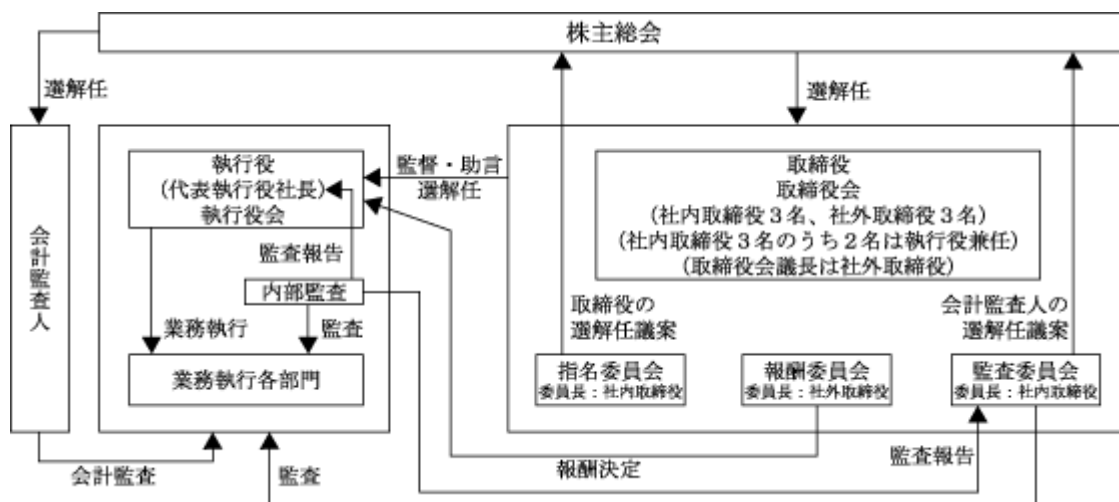 株主総会
選解任
選解任
会計監査人
執行役
(代表執行役社長)
執行役会
監督・助言
選解任
取締役
取締役会
(社内取締役３名、社外取締役３名)
(社内取締役３名のうち２名は執行役兼任)
(取締役会議長は社外取締役)
監査報告
内部監査
業務執行
監査
業務執行各部門
取締役の
選解任議案
会計監査人の
選解任議案
指名委員会
委員長：社内取締役
報酬委員会
委員長：社外取締役
監査委員会
委員長：社内取締役
会計監査
監査
報酬決定
監査報告